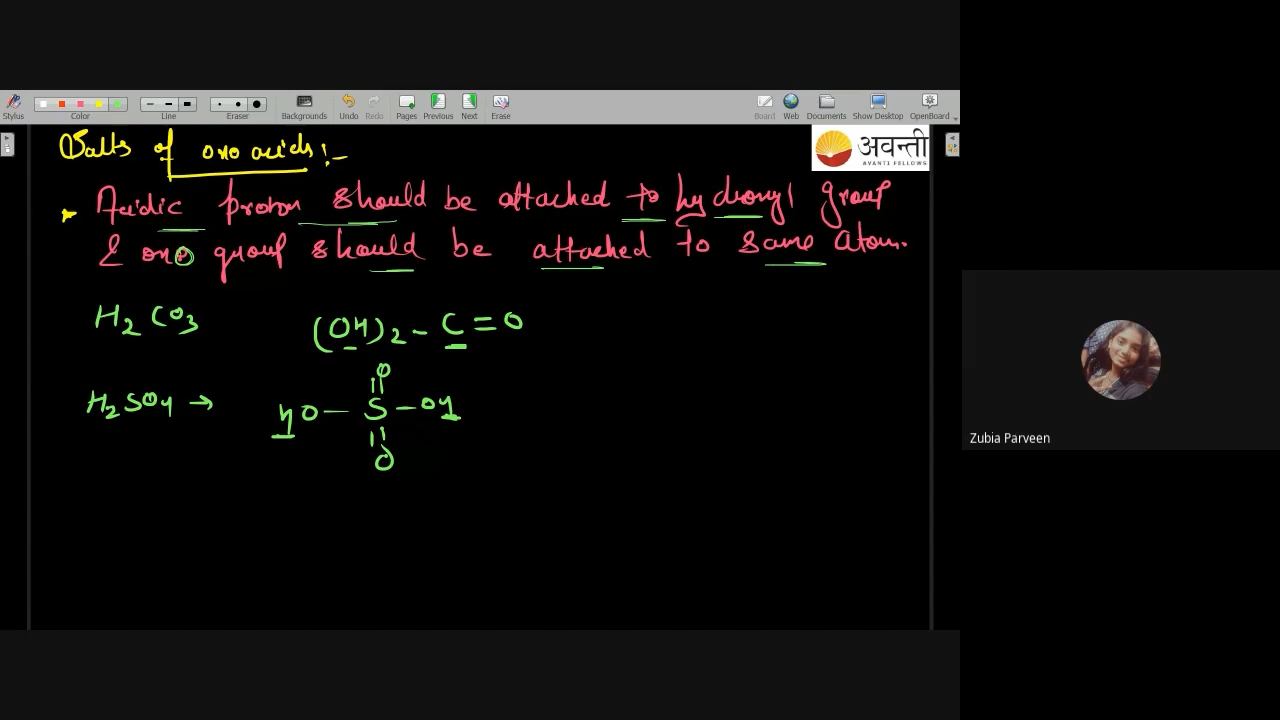 Stylus
Color
Line
Eraser
Backgrounds
Undo
Redo
Pages
Previous
Next
Erase
Board
Web
Documents
Show Desktop
OpenBoard
Salts of oxo acids :-
अवन्ती
AVANTI FELLOWS
Acidic proton should be attached to hydroxyl group
& oxo group should be attached to same atom.
H2CO3 (OH)2-C=O
O
H2SO4 → HO-S-OH
O
Zubia Parveen